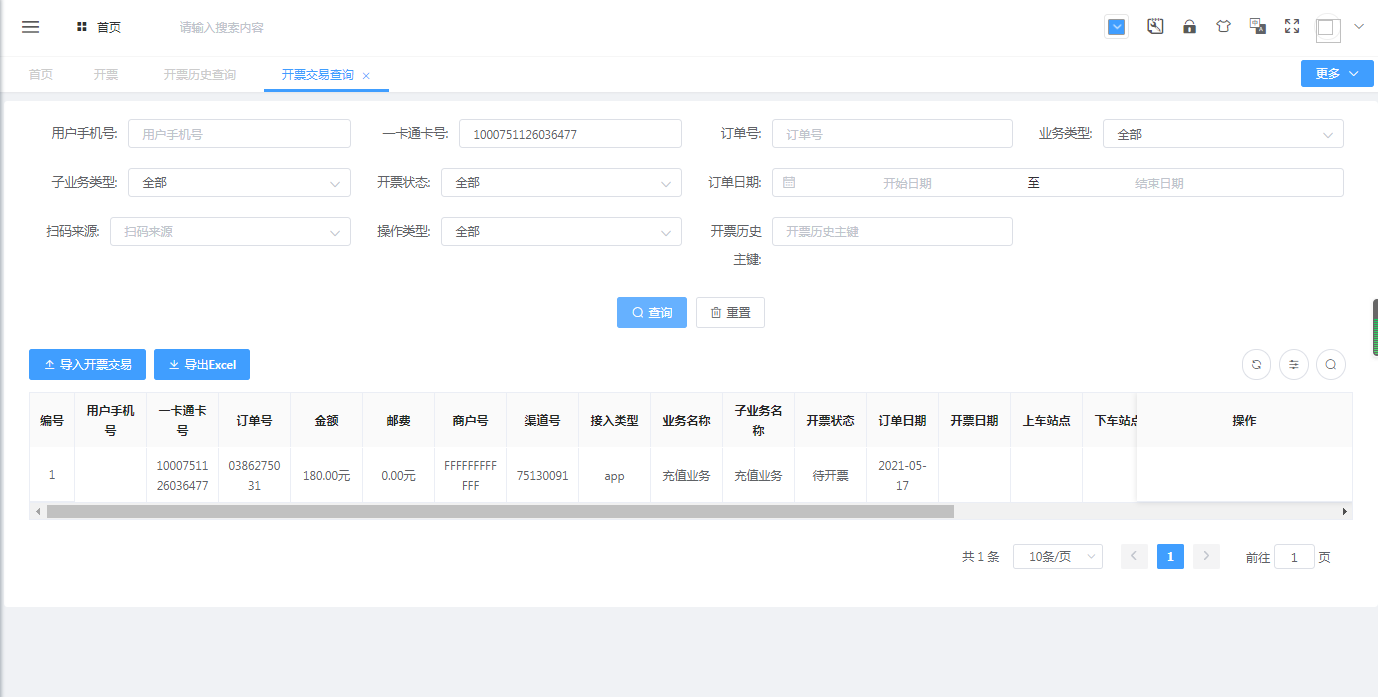 首页
请输入搜索内容
首页
开票
开票历史查询
开票交易查询
更多
用户手机号:
用户手机号
一卡通卡号:
1000751126036477
订单号:
订单号
业务类型:
全部
子业务类型:
全部
开票状态:
全部
订单日期:
开始日期
至
结束日期
扫码来源:
扫码来源
操作类型:
全部
开票历史
主键:
开票历史主键
查询
重置
导入开票交易
导出Excel
编号
用户手机
号
一卡通卡
号
订单号
金额
邮费
商户号
渠道号
接入类型
业务名称
子业务名
称
开票状态
订单日期
开票日期
上车站点
下车站点
操作
1
10007511
26036477
03862750
31
180.00元
0.00元
FFFFFFFFF
FFF
75130091
app
充值业务
充值业务
待开票
2021-05-
17
共 1 条
10条/页
1
前往
1
页